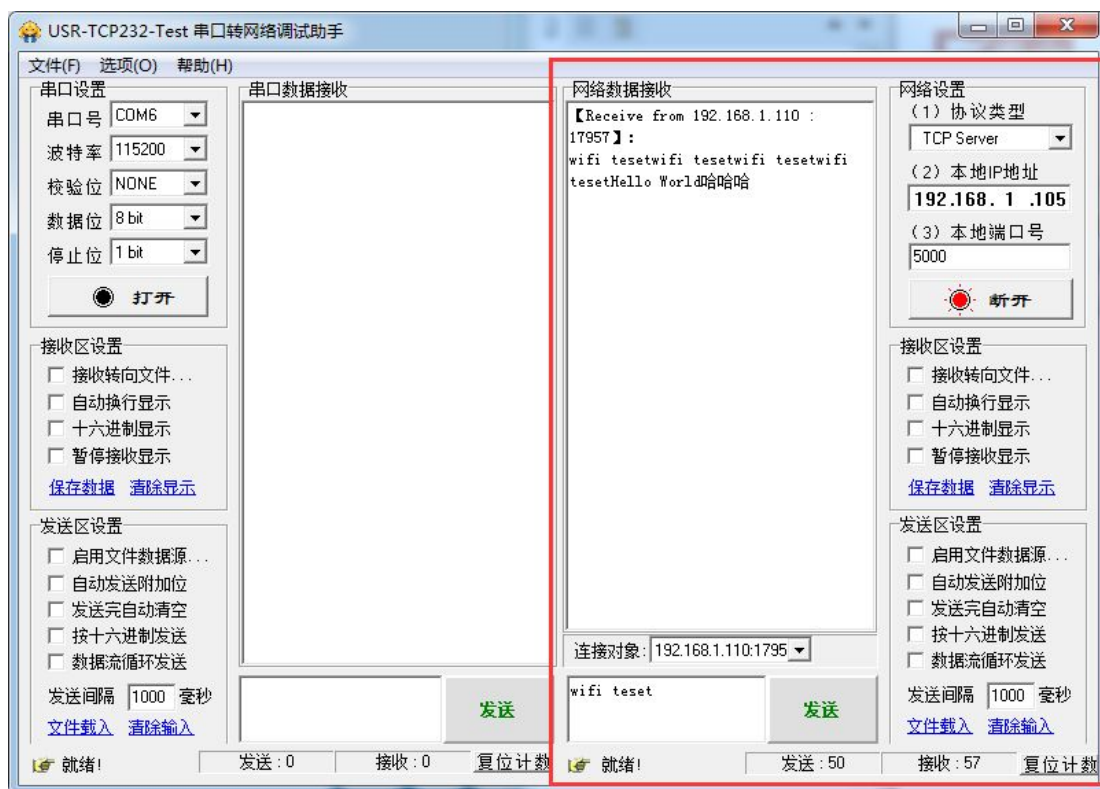 USR-TCP232-Test 串口转网络调试助手
文件(F) 选项(O) 帮助(H)
串口设置
串口号 COM6
波特率 115200
校验位 NONE
数据位 8 bit
停止位 1 bit
打开
接收区设置
接收转向文件...
自动换行显示
十六进制显示
暂停接收显示
保存数据 清除显示
发送区设置
启用文件数据源...
自动发送附加位
发送完自动清空
按十六进制发送
数据流循环发送
发送间隔 1000 毫秒
文件载入 清除输入
串口数据接收
发送
网络数据接收
【Receive from 192.168.1.110 :
17957】:
wifi tesetwifi tesetwifi tesetwifi
tesetHello World哈哈哈
连接对象: 192.168.1.110:1795
wifi teset
发送
网络设置
(1) 协议类型
TCP Server
(2) 本地IP地址
192.168. 1 .105
(3) 本地端口号
5000
断开
接收区设置
接收转向文件...
自动换行显示
十六进制显示
暂停接收显示
保存数据 清除显示
发送区设置
启用文件数据源...
自动发送附加位
发送完自动清空
按十六进制发送
数据流循环发送
发送间隔 1000 毫秒
文件载入 清除输入
就绪! 发送:0 接收:0 复位计数
就绪! 发送:50 接收:57 复位计数